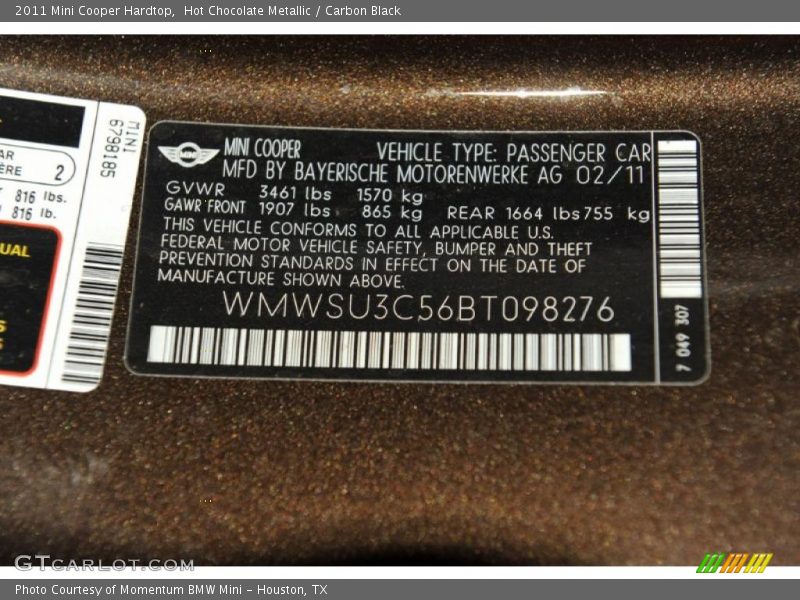 2011 Mini Cooper Hardtop,  Hot Chocolate Metallic / Carbon Black
MINI
6798185
2
816 lbs.
816 lb.
UAL
MINI
MINI COOPER VEHICLE TYPE: PASSENGER CAR
MFD BY BAYERISCHE MOTORENWERKE AG 02/11
GVWR 3461 lbs 1570 kg
GAWR FRONT 1907 lbs 865 kg REAR 1664 lbs 755 kg
THIS VEHICLE CONFORMS TO ALL APPLICABLE U.S.
FEDERAL MOTOR VEHICLE SAFETY, BUMPER AND THEFT
PREVENTION STANDARDS IN EFFECT ON THE DATE OF
MANUFACTURE SHOWN ABOVE.
WMWSU3C56BT098276
7 049 307
GTCARLOT.COM
Photo Courtesy of Momentum BMW Mini - Houston, TX